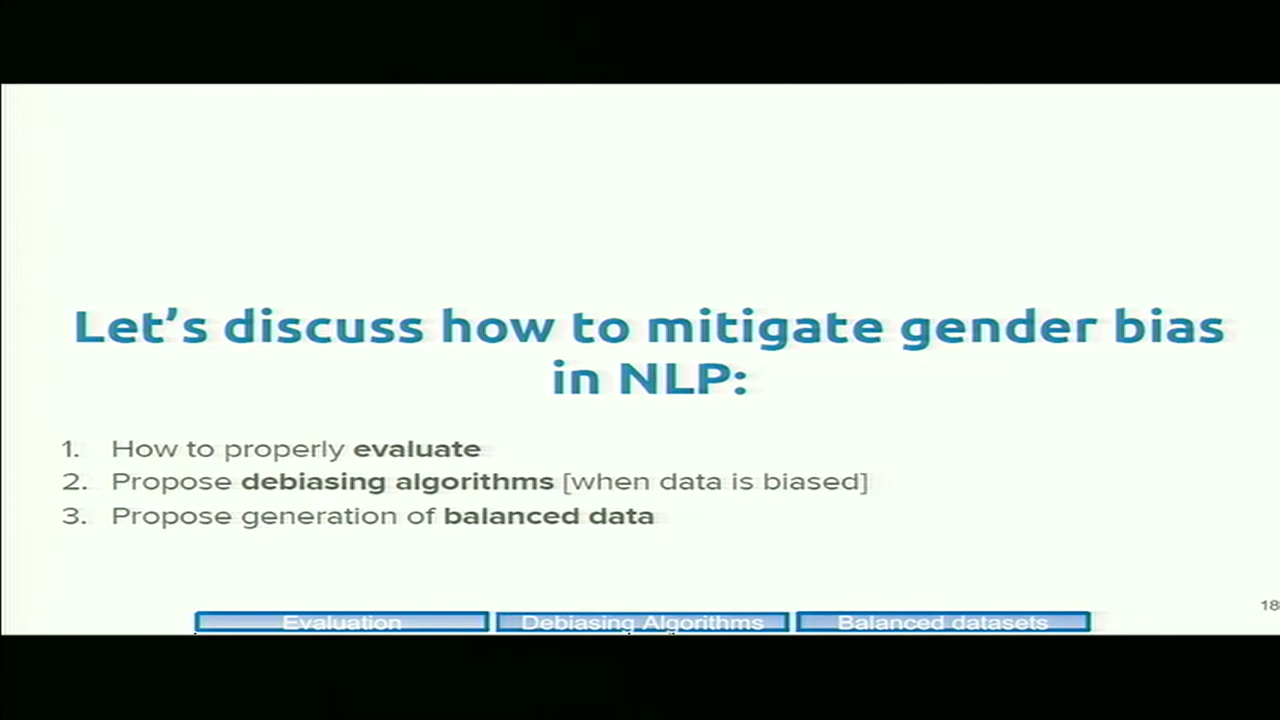 Let's discuss how to mitigate gender bias
in NLP:
1. How to properly evaluate
2. Propose debiasing algorithms [when data is biased]
3. Propose generation of balanced data
Evaluation
Debiasing Algorithms
Balanced datasets